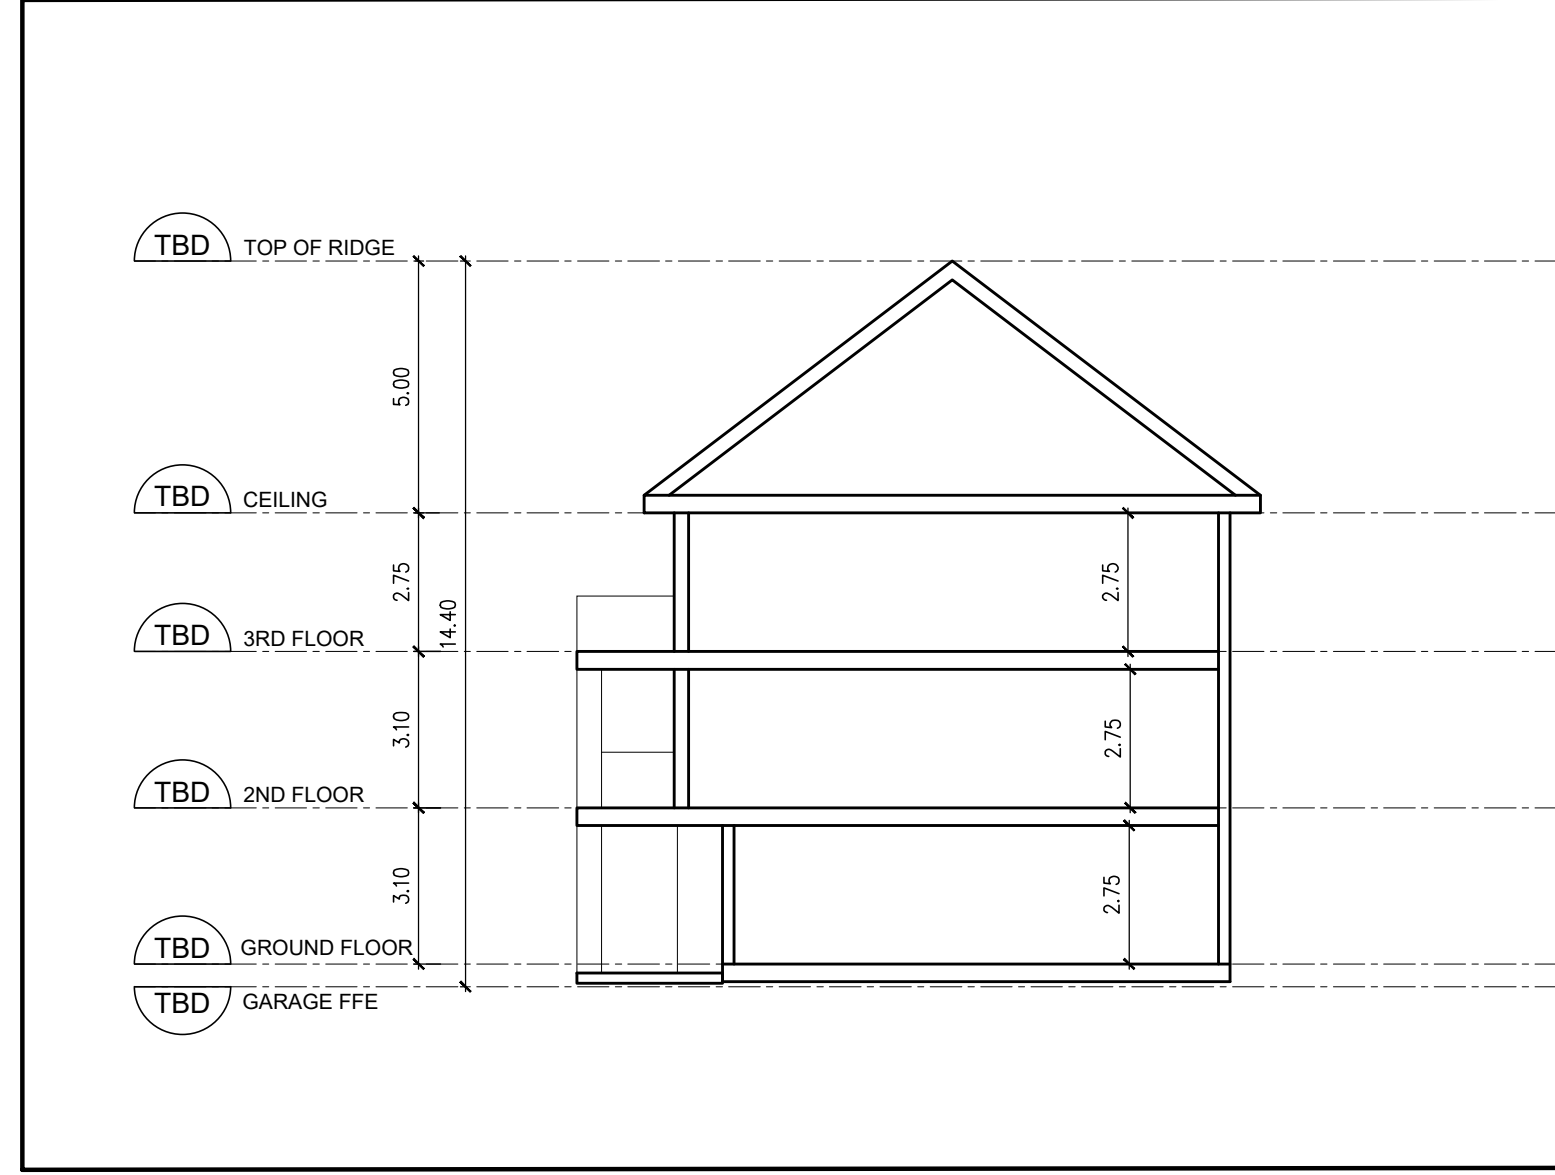 TBD TOP OF RIDGE
5.00
TBD CEILING
2.75
2.75
14.40
TBD 3RD FLOOR
3.10
2.75
TBD 2ND FLOOR
3.10
2.75
TBD GROUND FLOOR
TBD GARAGE FFE